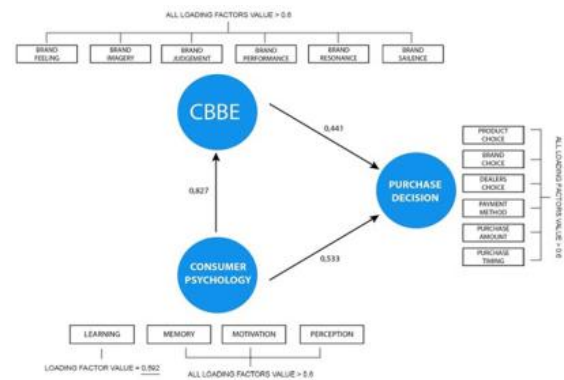 ALL LOADING FACTORS VALUE > 0.6
BRAND
FEELING
BRAND
IMAGERY
BRAND
JUDGEMENT
BRAND
PERFORMANCE
BRAND
RESONANCE
BRAND
SAILENCE
CBBE
0,441
PRODUCT
CHOICE
BRAND
CHOICE
DEALERS
CHOICE
PAYMENT
METHOD
PURCHASE
AMOUNT
PURCHASE
TIMING
ALL LOADING FACTORS VALUE > 0.6
PURCHASE
DECISION
0,827
0,533
CONSUMER
PSYCHOLOGY
LEARNING
MEMORY
MOTIVATION
PERCEPTION
LOADING FACTOR VALUE = 0,592
ALL LOADING FACTORS VALUE > 0.6